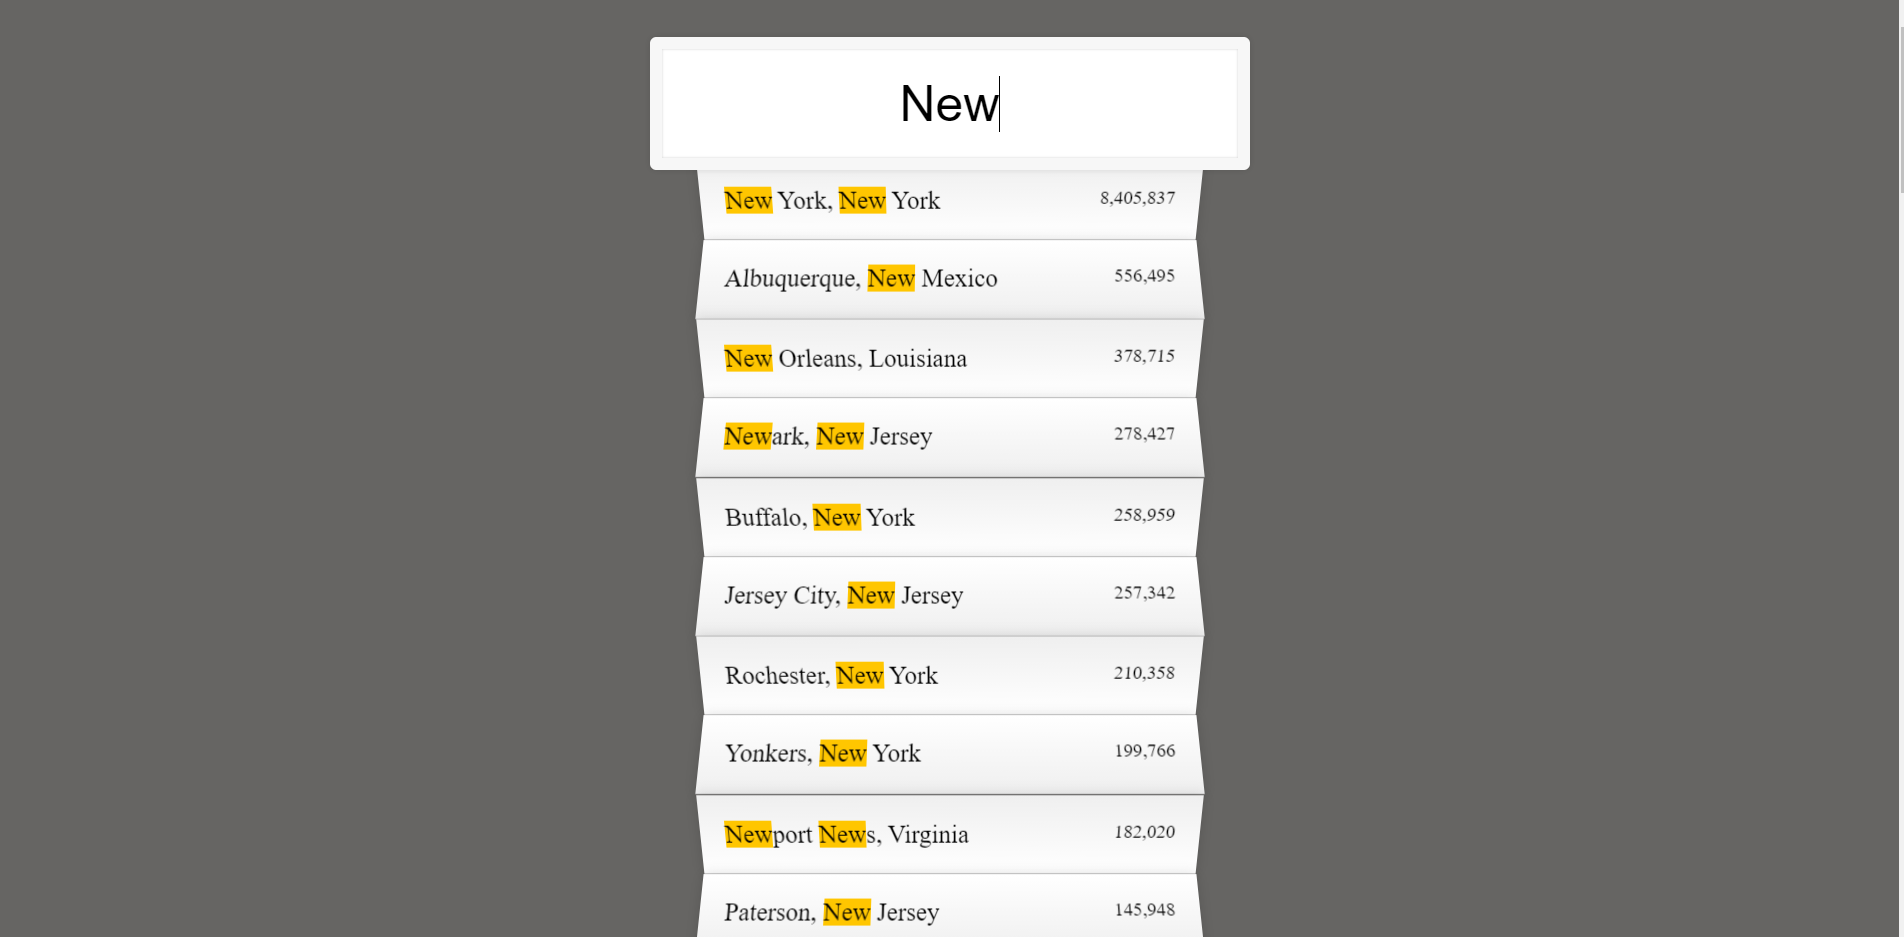 New
New York, New York 8,405,837
Albuquerque, New Mexico 556,495
New Orleans, Louisiana 378,715
Newark, New Jersey 278,427
Buffalo, New York 258,959
Jersey City, New Jersey 257,342
Rochester, New York 210,358
Yonkers, New York 199,766
Newport News, Virginia 182,020
Paterson, New Jersey 145,948